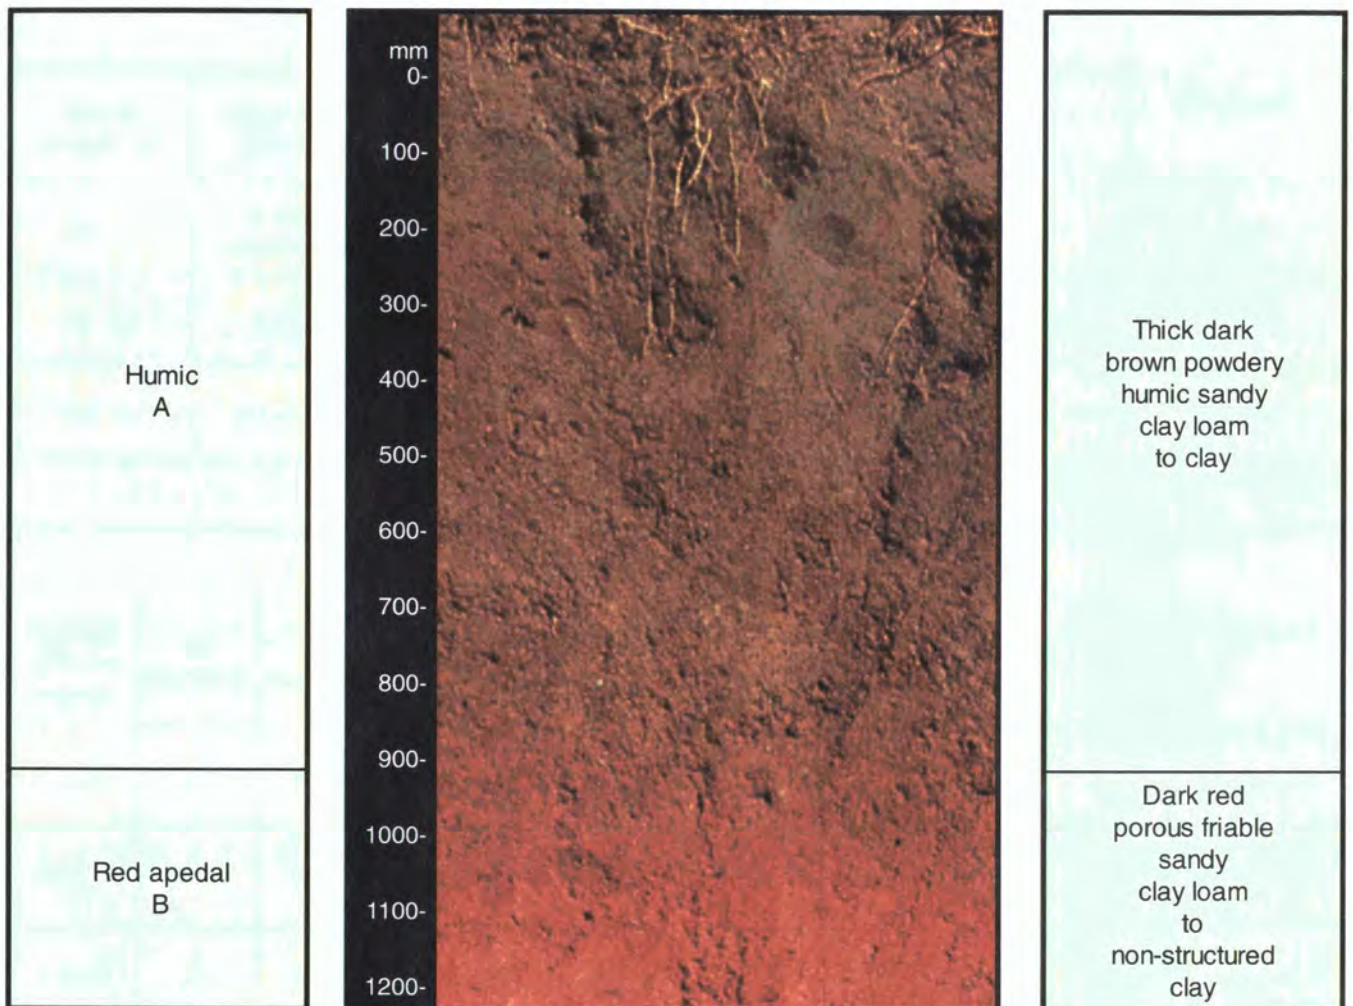 Humic
A
Red apedal
B
mm
0-
100-
200-
300-
400-
500-
600-
700-
800-
900-
1000-
1100-
1200-
Thick dark
brown powdery
humic sandy
clay loam
to clay
Dark red
porous friable
sandy
clay loam
to
non-structured
clay